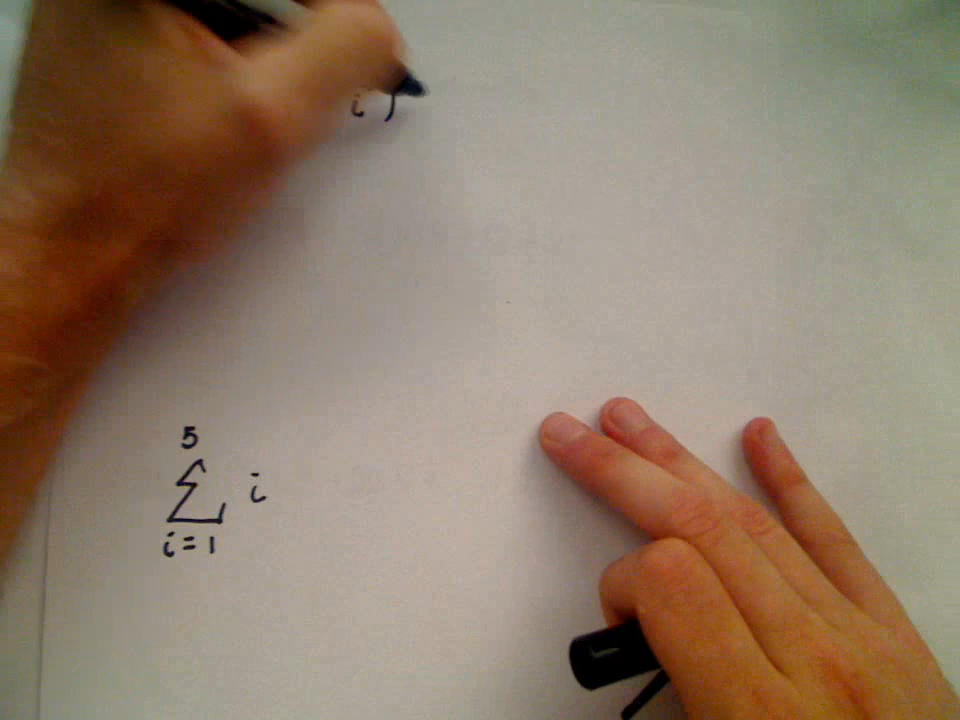 i )
5
∑ i
i = 1